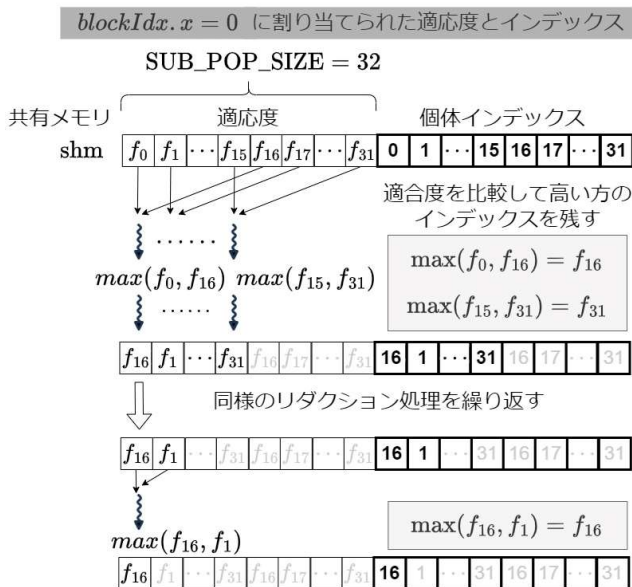 blockIdx.x = 0 に割り当てられた適応度とインデックス
SUB_POP_SIZE = 32
共有メモリ 適応度 個体インデックス
shm f₀ f₁ ⋯ f₁₅ f₁₆ f₁₇ ⋯ f₃₁ 0 1 ⋯ 15 16 17 ⋯ 31
適合度を比較して高い方の
インデックスを残す
⋯⋯
max(f₀, f₁₆) max(f₁₅, f₃₁)
max(f₀, f₁₆) = f₁₆
⋯⋯
max(f₁₅, f₃₁) = f₃₁
f₁₆ f₁ ⋯ f₃₁ f₁₆ f₁₇ ⋯ f₃₁ 16 1 ⋯ 31 16 17 ⋯ 31
同様のリダクション処理を繰り返す
f₁₆ f₁ ⋯ f₃₁ f₁₆ f₁₇ ⋯ f₃₁ 16 1 ⋯ 31 16 17 ⋯ 31
max(f₁₆, f₁) = f₁₆
max(f₁₆, f₁)
f₁₆ f₁ ⋯ f₃₁ f₁₆ f₁₇ ⋯ f₃₁ 16 1 ⋯ 31 16 17 ⋯ 31